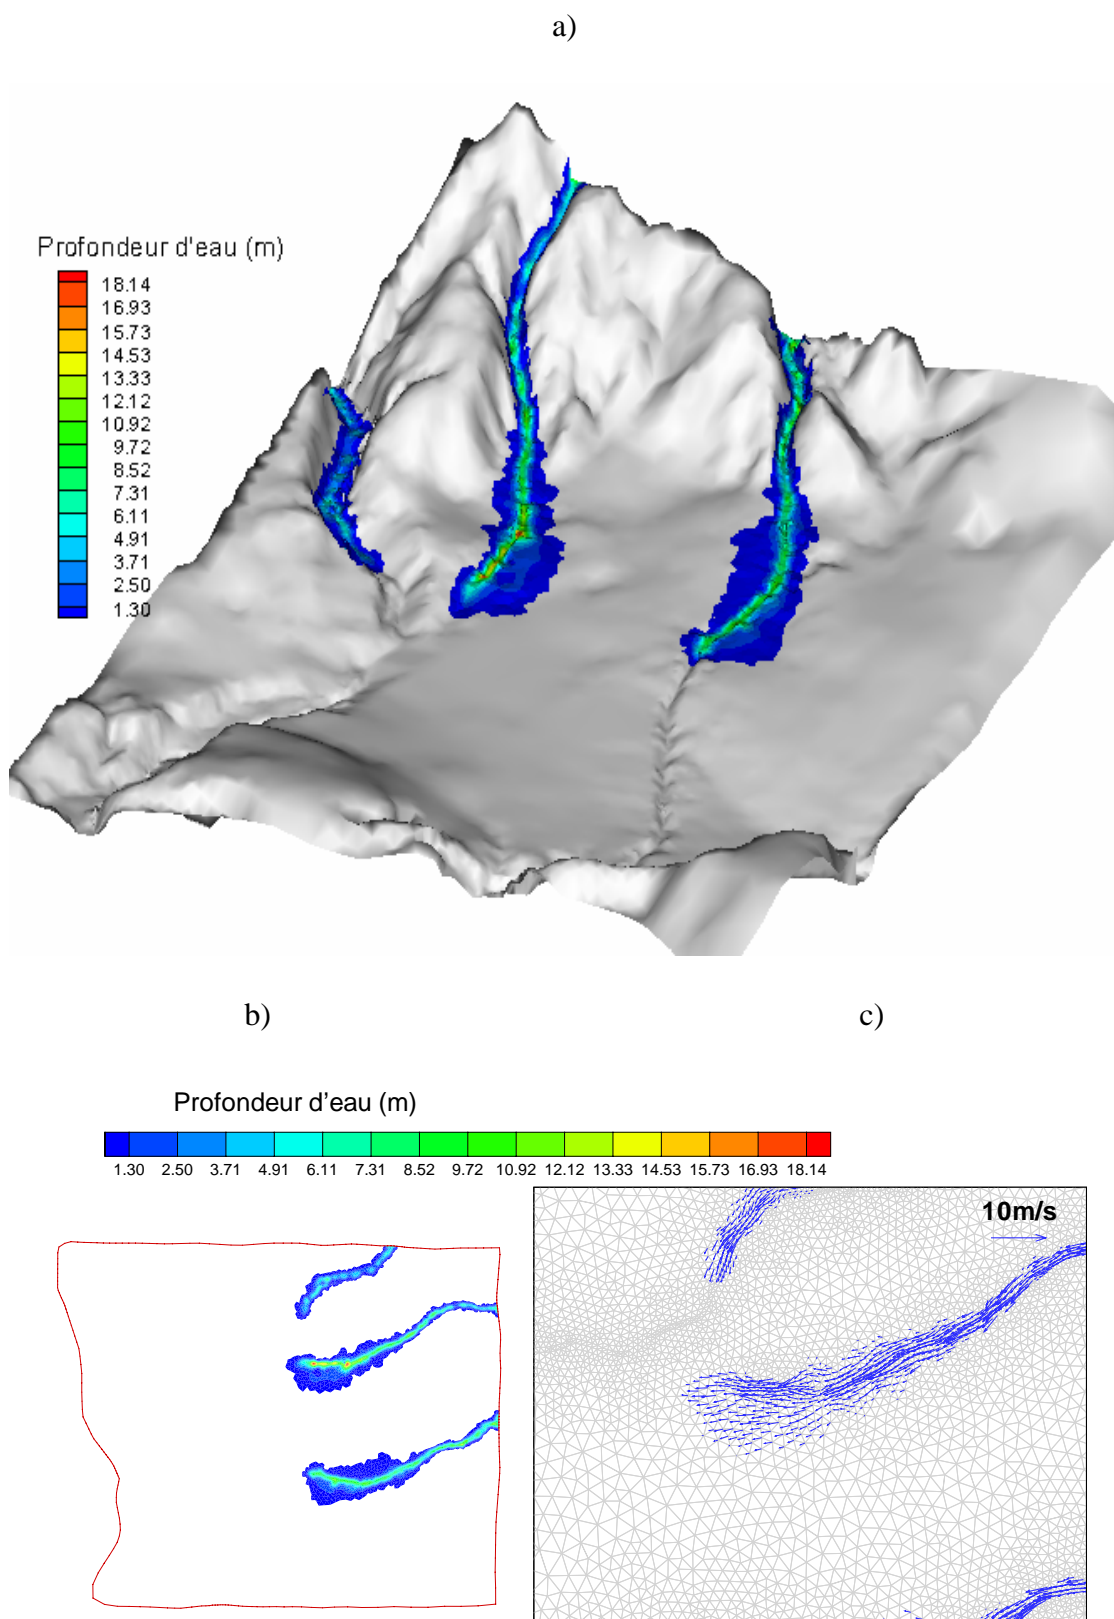 a)
Profondeur d'eau (m)
18.14
16.93
15.73
14.53
13.33
12.12
10.92
9.72
8.52
7.31
6.11
4.91
3.71
2.50
1.30
b)
c)
Profondeur d’eau (m)
1.30 2.50 3.71 4.91 6.11 7.31 8.52 9.72 10.92 12.12 13.33 14.53 15.73 16.93 18.14
10m/s